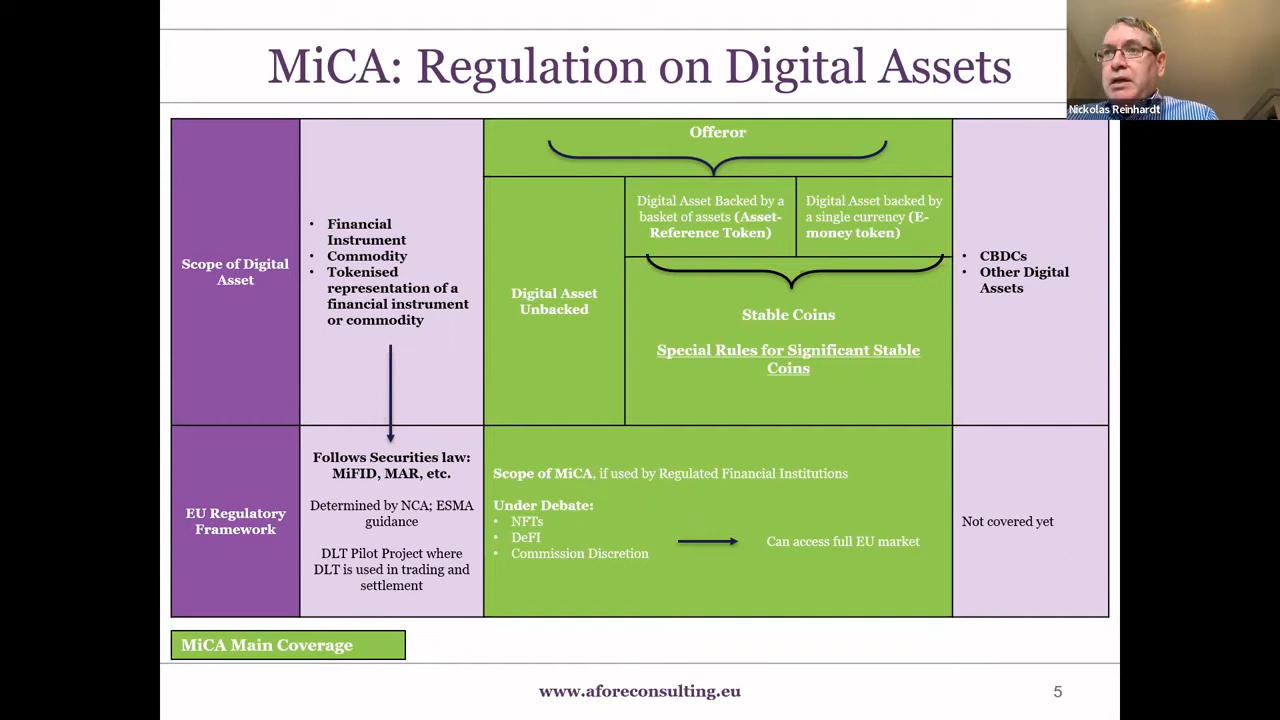 MiCA: Regulation on Digital Assets
Nickolas Reinhardt
Scope of Digital
Asset
• Financial
Instrument
• Commodity
• Tokenised
representation of a
financial instrument
or commodity
Offeror
Digital Asset
Unbacked
Digital Asset Backed by a
basket of assets (Asset-
Reference Token)
Digital Asset backed by
a single currency (E-
money token)
Stable Coins
Special Rules for Significant Stable
Coins
• CBDCs
• Other Digital
Assets
EU Regulatory
Framework
Follows Securities law:
MiFID, MAR, etc.
Determined by NCA; ESMA
guidance
DLT Pilot Project where
DLT is used in trading and
settlement
Scope of MiCA, if used by Regulated Financial Institutions
Under Debate:
• NFTs
• DeFI
• Commission Discretion
Can access full EU market
Not covered yet
MiCA Main Coverage
www.aforeconsulting.eu
5